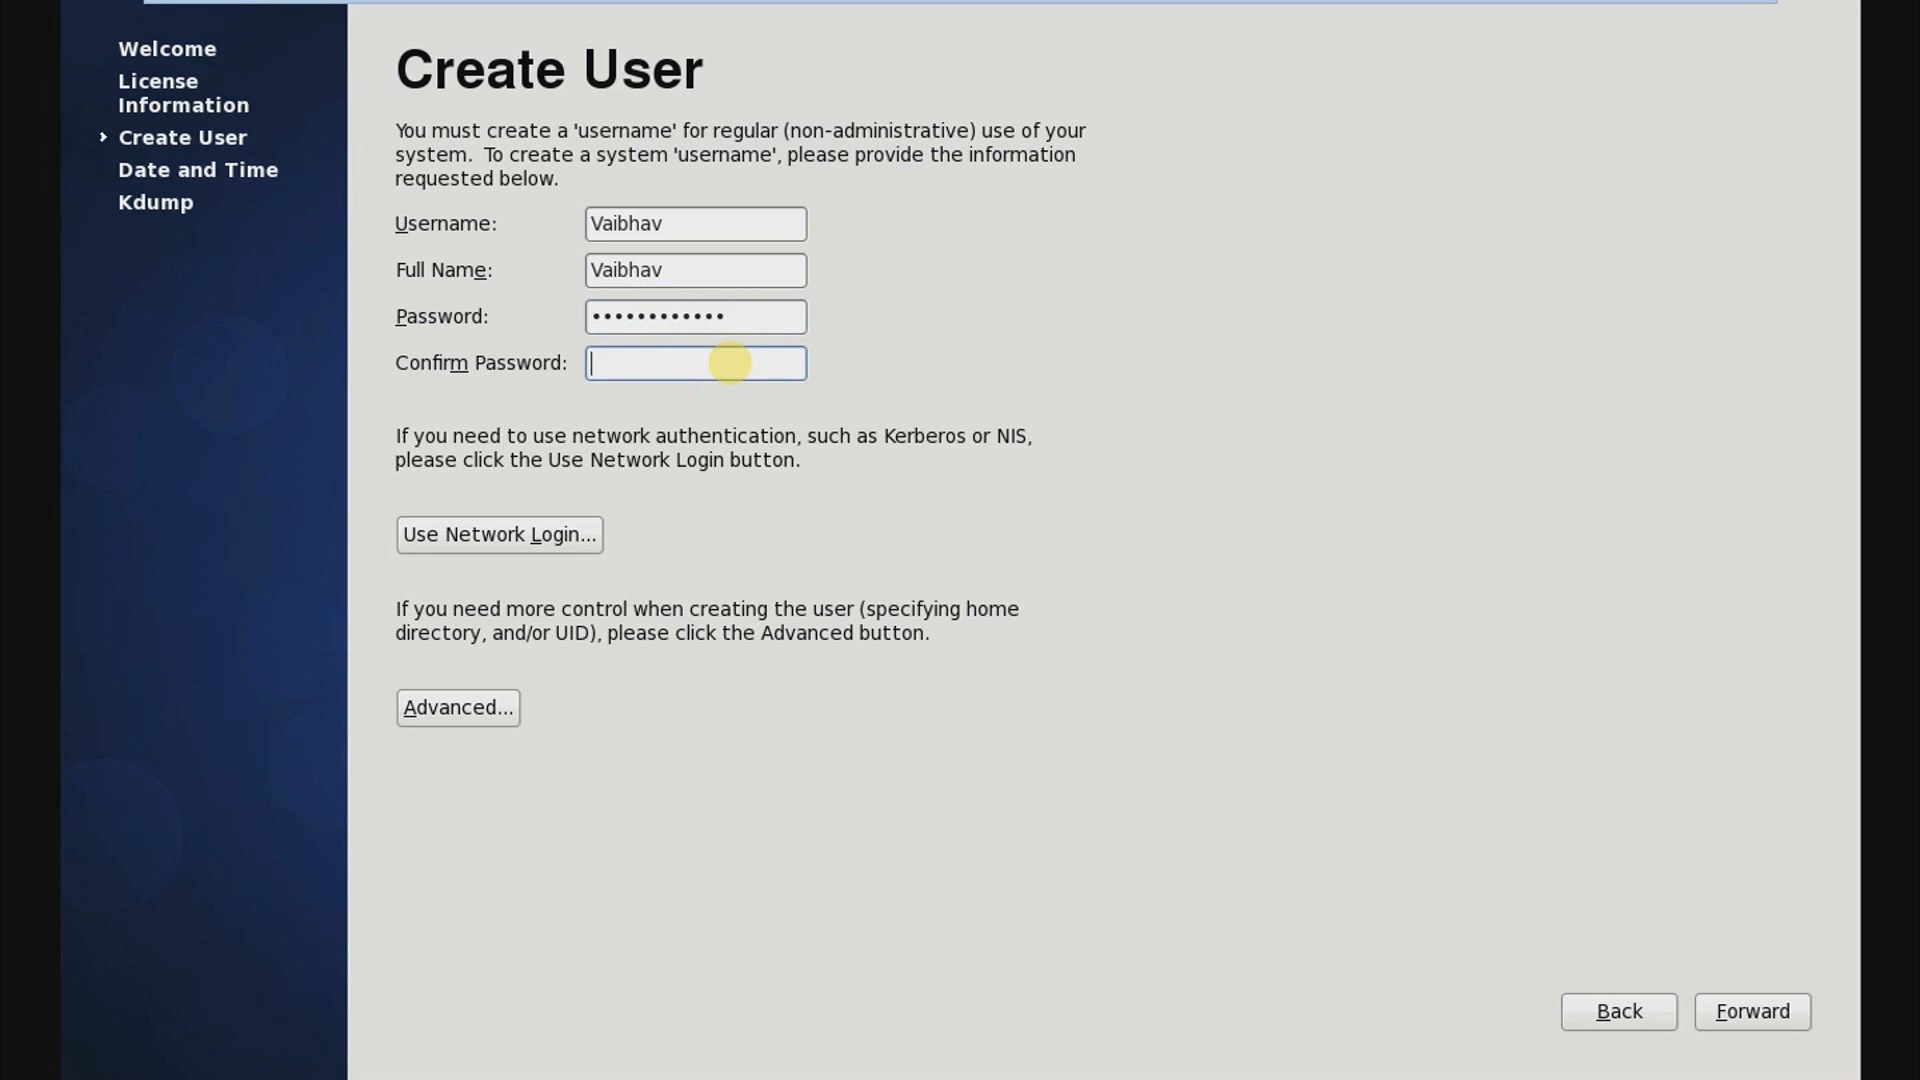 Welcome
License
Information
Create User
Date and Time
Kdump
Create User
You must create a 'username' for regular (non-administrative) use of your
system.  To create a system 'username', please provide the information
requested below.
Username: Vaibhav
Full Name: Vaibhav
Password: ••••••••••••
Confirm Password:
If you need to use network authentication, such as Kerberos or NIS,
please click the Use Network Login button.
Use Network Login...
If you need more control when creating the user (specifying home
directory, and/or UID), please click the Advanced button.
Advanced...
Back Forward